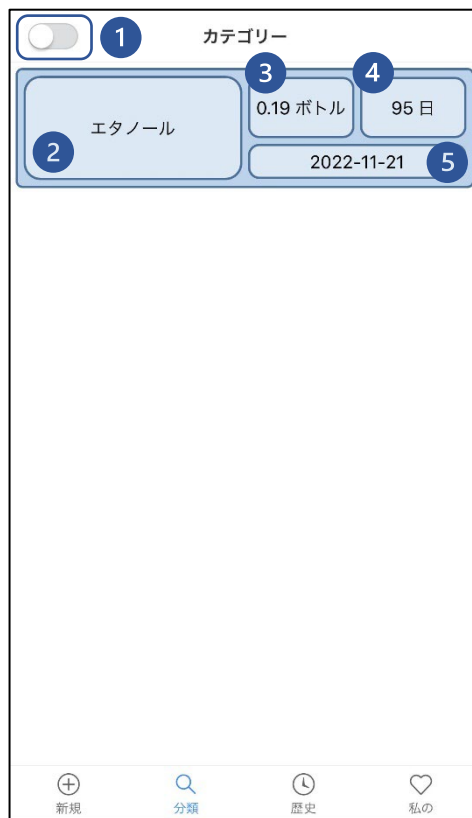 1 カテゴリー
3 4
0.19 ボトル 95 日
エタノール
2 2022-11-21 5
新規 分類 歴史 私の